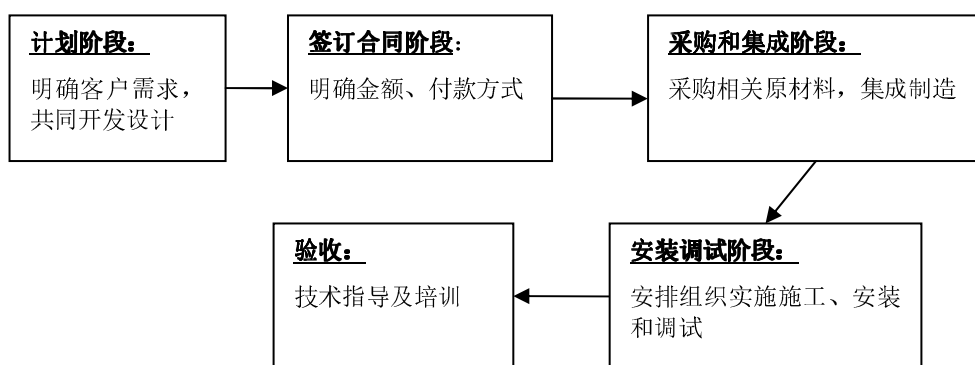 计划阶段：
明确客户需求，
共同开发设计
签订合同阶段:
明确金额、付款方式
采购和集成阶段：
采购相关原材料，集成制造
安装调试阶段：
安排组织实施施工、安装
和调试
验收：
技术指导及培训